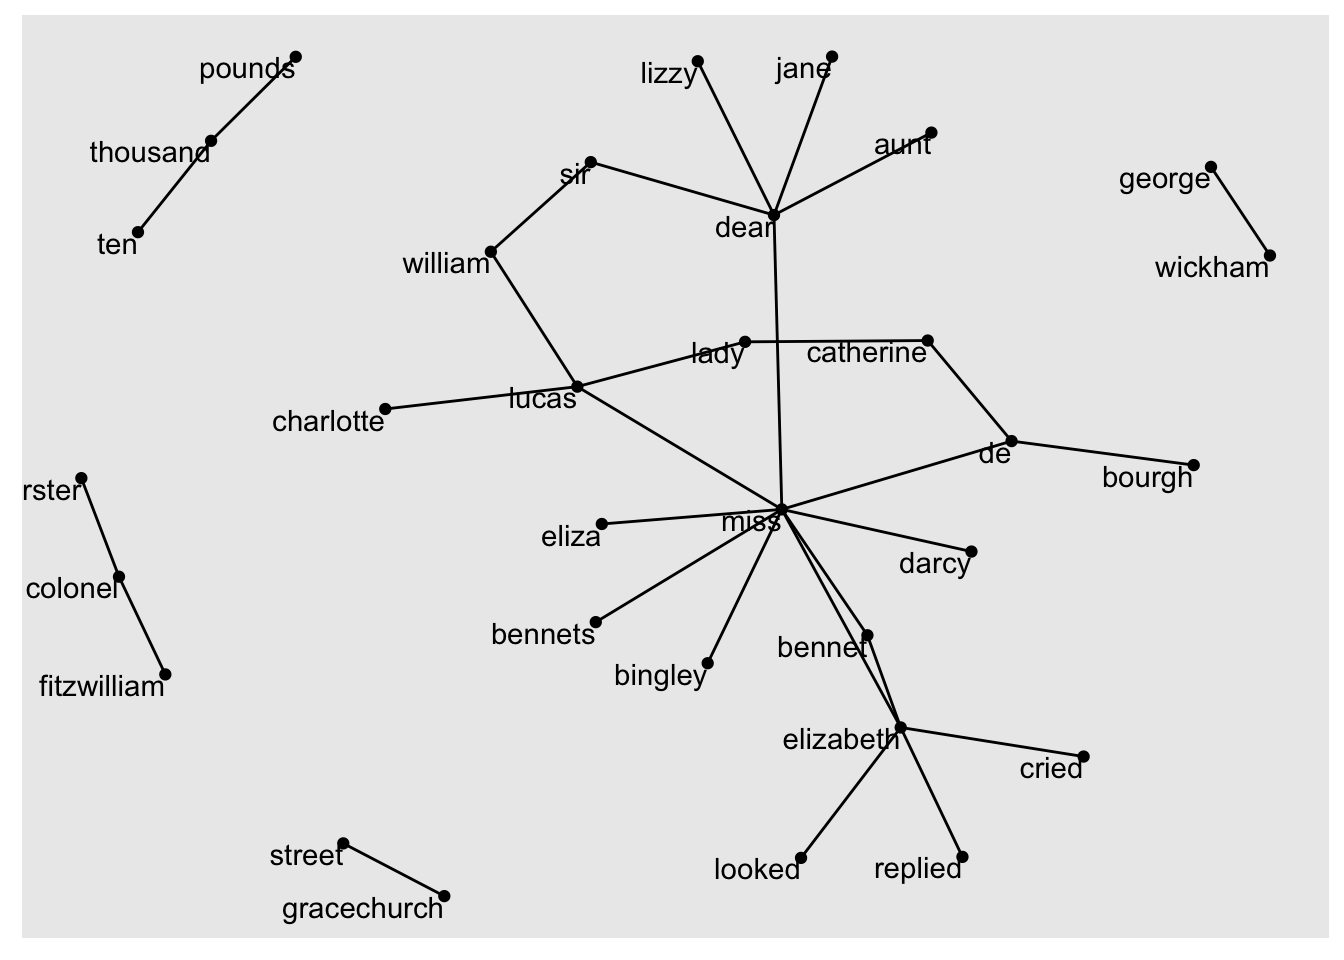 pounds
lizzy
jane
thousand
aunt
sir
george
dear
ten
william
wickham
lady
catherine
lucas
charlotte
de
bourgh
rster
miss
eliza
darcy
colonel
bennets
bennet
bingley
fitzwilliam
elizabeth
cried
street
looked
replied
gracechurch